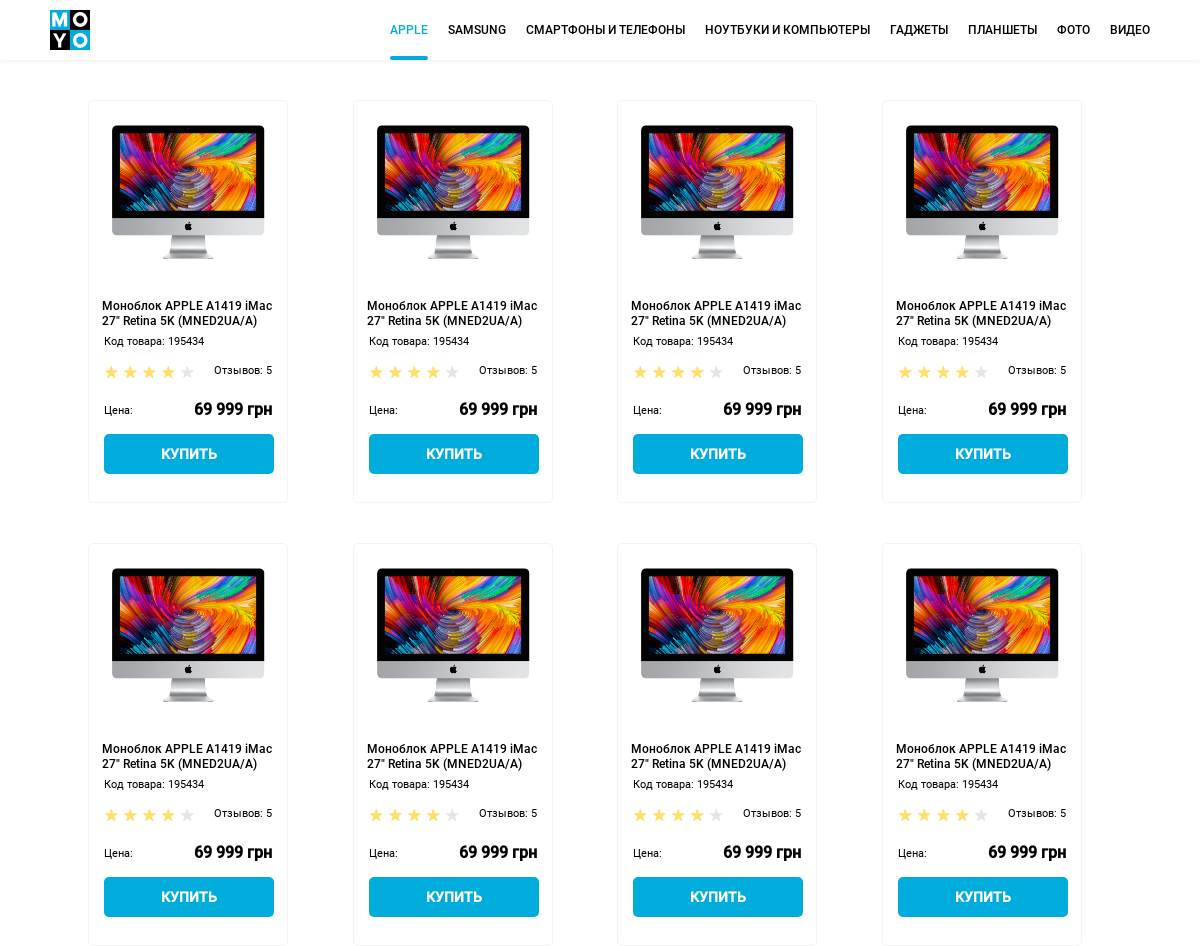 MO
YO
APPLE SAMSUNG СМАРТФОНЫ И ТЕЛЕФОНЫ НОУТБУКИ И КОМПЬЮТЕРЫ ГАДЖЕТЫ ПЛАНШЕТЫ ФОТО ВИДЕО
Моноблок APPLE A1419 iMac
27" Retina 5K (MNED2UA/A)
Код товара: 195434
Отзывов: 5
Цена: 69 999 грн
КУПИТЬ
Моноблок APPLE A1419 iMac
27" Retina 5K (MNED2UA/A)
Код товара: 195434
Отзывов: 5
Цена: 69 999 грн
КУПИТЬ
Моноблок APPLE A1419 iMac
27" Retina 5K (MNED2UA/A)
Код товара: 195434
Отзывов: 5
Цена: 69 999 грн
КУПИТЬ
Моноблок APPLE A1419 iMac
27" Retina 5K (MNED2UA/A)
Код товара: 195434
Отзывов: 5
Цена: 69 999 грн
КУПИТЬ
Моноблок APPLE A1419 iMac
27" Retina 5K (MNED2UA/A)
Код товара: 195434
Отзывов: 5
Цена: 69 999 грн
КУПИТЬ
Моноблок APPLE A1419 iMac
27" Retina 5K (MNED2UA/A)
Код товара: 195434
Отзывов: 5
Цена: 69 999 грн
КУПИТЬ
Моноблок APPLE A1419 iMac
27" Retina 5K (MNED2UA/A)
Код товара: 195434
Отзывов: 5
Цена: 69 999 грн
КУПИТЬ
Моноблок APPLE A1419 iMac
27" Retina 5K (MNED2UA/A)
Код товара: 195434
Отзывов: 5
Цена: 69 999 грн
КУПИТЬ